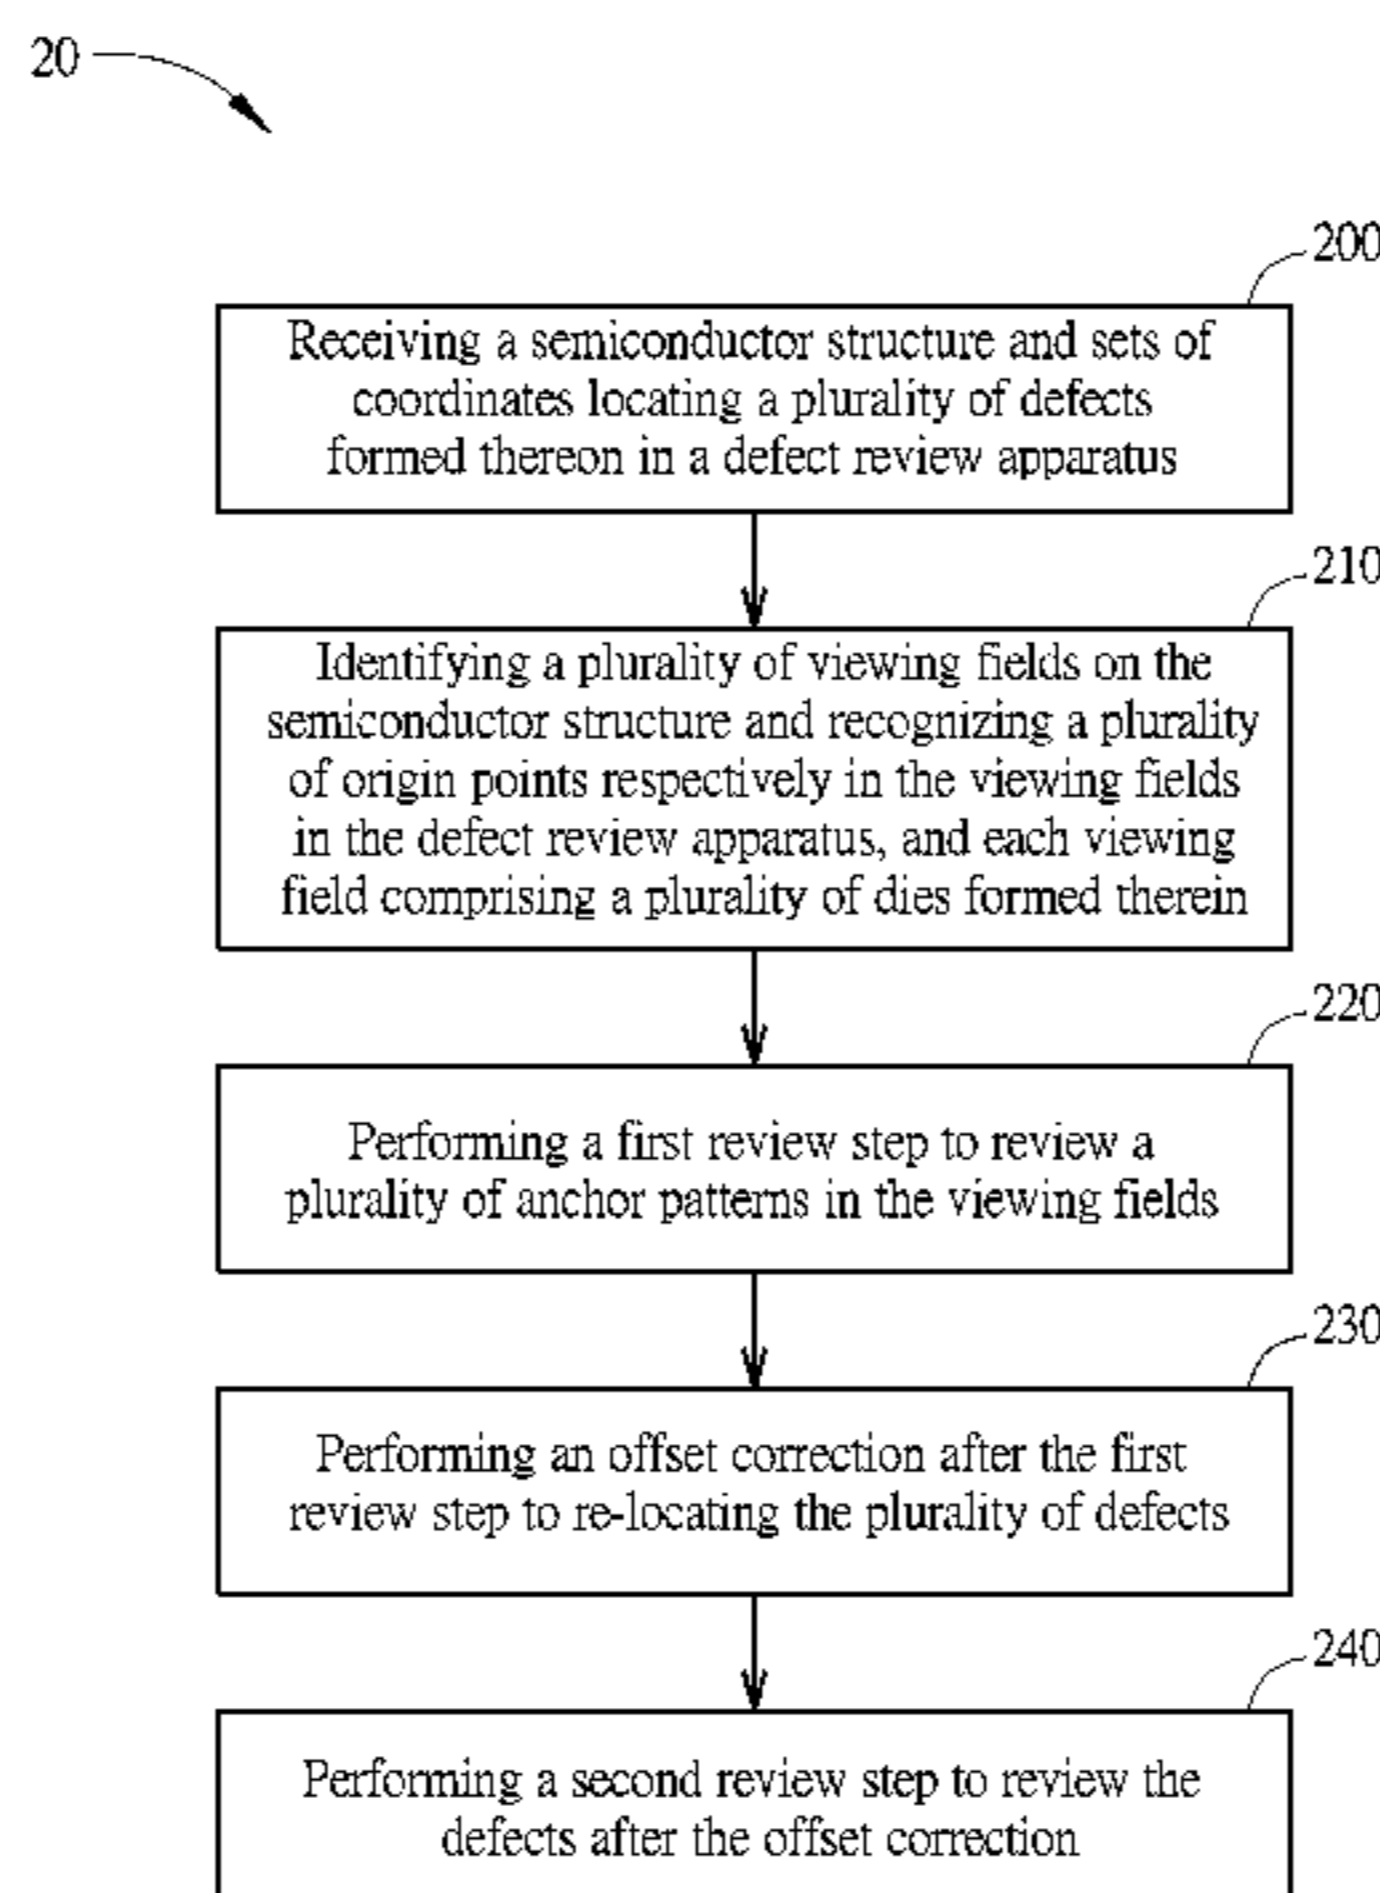 20
200
Receiving a semiconductor structure and sets of
coordinates locating a plurality of defects
formed thereon in a defect review apparatus
210
Identifying a plurality of viewing fields on the
semiconductor structure and recognizing a plurality
of origin points respectively in the viewing fields
in the defect review apparatus, and each viewing
field comprising a plurality of dies formed therein
220
Performing a first review step to review a
plurality of anchor patterns in the viewing fields
230
Performing an offset correction after the first
review step to re-locating the plurality of defects
240
Performing a second review step to review the
defects after the offset correction